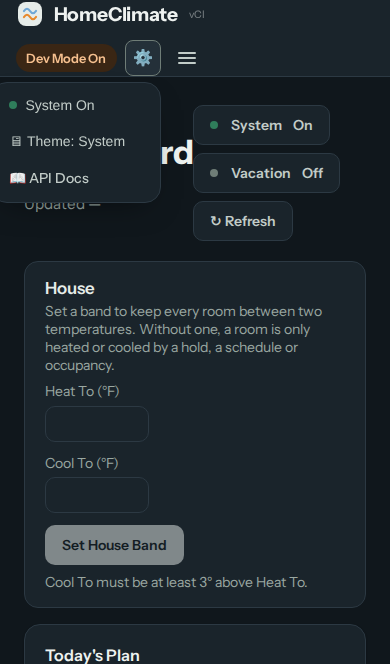 HomeClimate vCI
Dev Mode On
System On
🖥 Theme: System
📖 API Docs
rd
Updated —
System On
Vacation Off
↻ Refresh
House
Set a band to keep every room between two
temperatures. Without one, a room is only
heated or cooled by a hold, a schedule or
occupancy.
Heat To (°F)
Cool To (°F)
Set House Band
Cool To must be at least 3° above Heat To.
Today's Plan